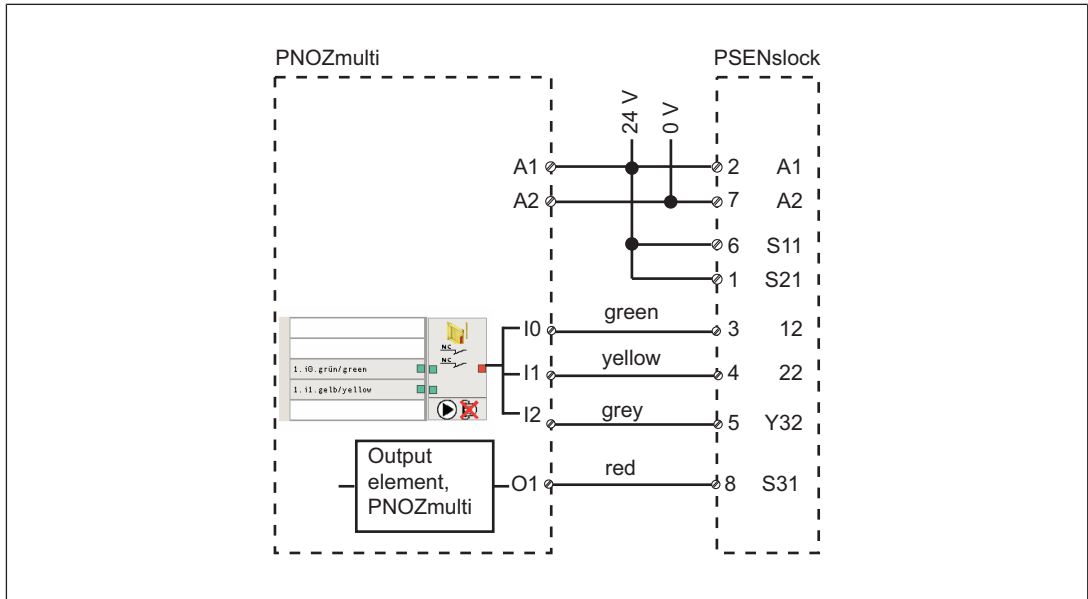 PNOZmulti
PSENslock
24 V
0 V
A1
2 A1
A2
7 A2
6 S11
1 S21
NC
NC
1.i0.grün/green
1.i1.gelb/yellow
I0
green
3 12
I1
yellow
4 22
I2
grey
5 Y32
Output
element,
PNOZmulti
O1
red
8 S31